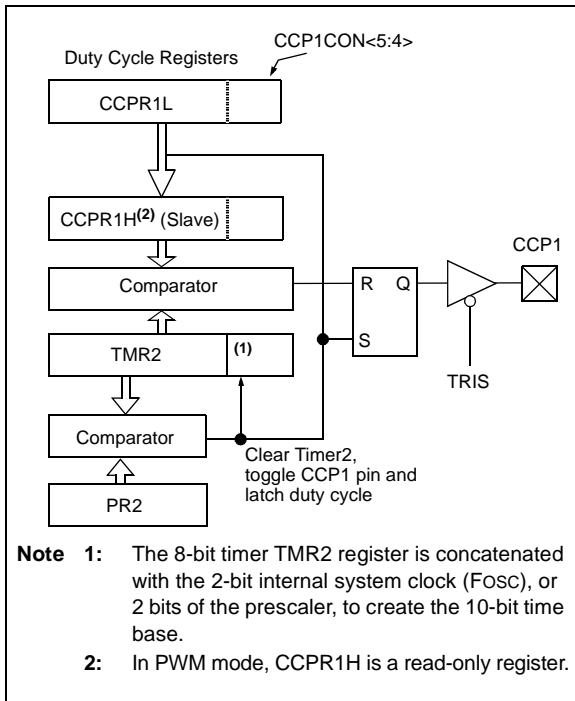 CCP1CON<5:4>
Duty Cycle Registers
CCPR1L
CCPR1H(2) (Slave)
CCP1
Comparator
R Q
TMR2 (1)
S
TRIS
Comparator
Clear Timer2,
toggle CCP1 pin and
latch duty cycle
PR2
Note 1: The 8-bit timer TMR2 register is concatenated
with the 2-bit internal system clock (FOSC), or
2 bits of the prescaler, to create the 10-bit time
base.
2: In PWM mode, CCPR1H is a read-only register.